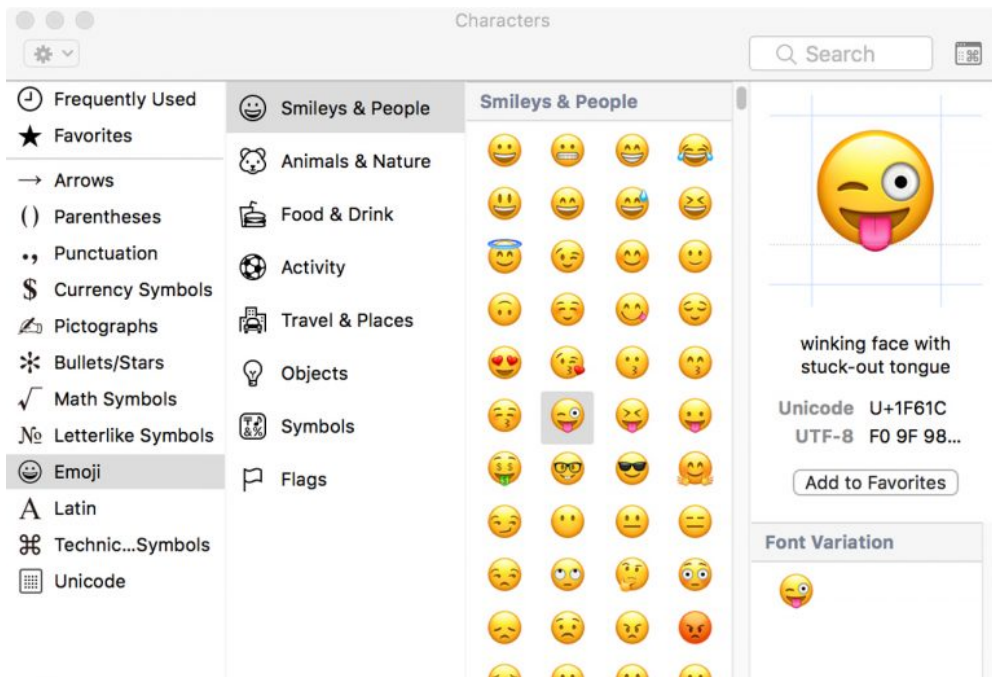 Characters
Search
Frequently Used
Favorites
Arrows
Parentheses
Punctuation
Currency Symbols
Pictographs
Bullets/Stars
Math Symbols
Letterlike Symbols
Emoji
Latin
Technic...Symbols
Unicode
Smileys & People
Animals & Nature
Food & Drink
Activity
Travel & Places
Objects
Symbols
Flags
Smileys & People
winking face with
stuck-out tongue
Unicode U+1F61C
UTF-8 F0 9F 98...
Add to Favorites
Font Variation